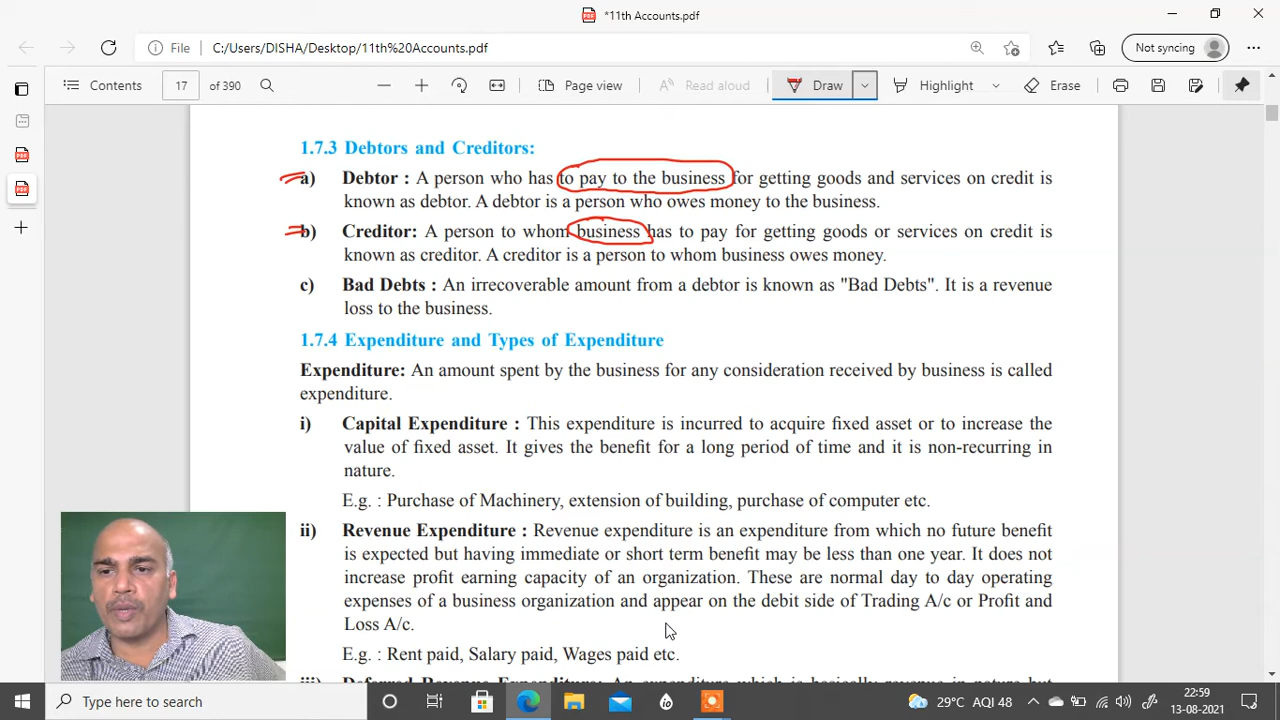 *11th Accounts.pdf
File
C:/Users/DISHA/Desktop/11th%20Accounts.pdf
Not syncing
Contents
17
of 390
Page view
Read aloud
Draw
Highlight
Erase
1.7.3 Debtors and Creditors:
a) Debtor : A person who has to pay to the business for getting goods and services on credit is
known as debtor. A debtor is a person who owes money to the business.
b) Creditor: A person to whom business has to pay for getting goods or services on credit is
known as creditor. A creditor is a person to whom business owes money.
c) Bad Debts : An irrecoverable amount from a debtor is known as "Bad Debts". It is a revenue
loss to the business.
1.7.4 Expenditure and Types of Expenditure
Expenditure: An amount spent by the business for any consideration received by business is called
expenditure.
i) Capital Expenditure : This expenditure is incurred to acquire fixed asset or to increase the
value of fixed asset. It gives the benefit for a long period of time and it is non-recurring in
nature.
E.g. : Purchase of Machinery, extension of building, purchase of computer etc.
ii) Revenue Expenditure : Revenue expenditure is an expenditure from which no future benefit
is expected but having immediate or short term benefit may be less than one year. It does not
increase profit earning capacity of an organization. These are normal day to day operating
expenses of a business organization and appear on the debit side of Trading A/c or Profit and
Loss A/c.
E.g. : Rent paid, Salary paid, Wages paid etc.
iii) Deferred Revenue Expenditure: An expenditure which is basically revenue in nature but
Type here to search
29°C AQI 48
22:59
13-08-2021